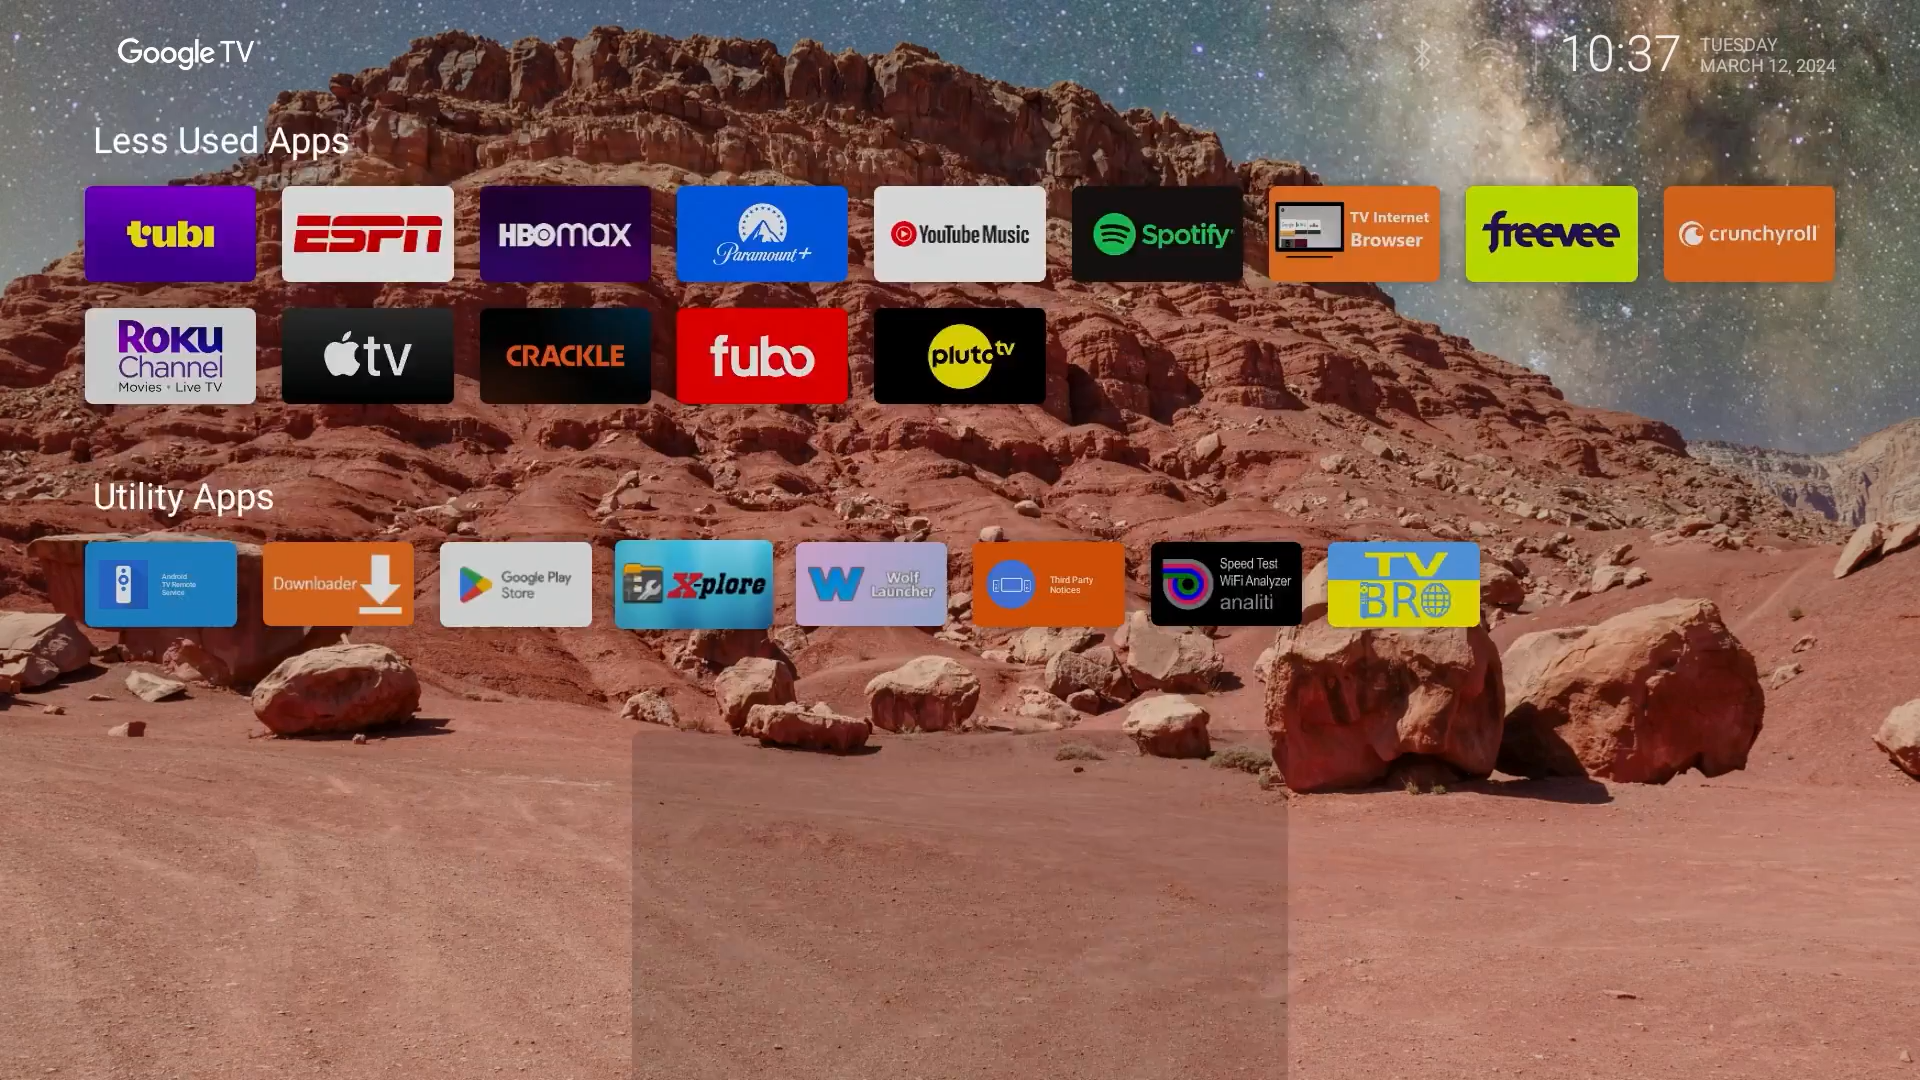 Google TV
10:37
TUESDAY
MARCH 12, 2024
Less Used Apps
tubi
ESPN
HBOMAX
Paramount+
YouTube Music
Spotify
TV Internet
Browser
freevee
crunchyroll
ROKU
Channel
Movies • Live TV
tv
CRACKLE
fubo
pluto tv
Utility Apps
Android
TV Remote
Service
Downloader
Google Play
Store
X-plore
W
Wolf
Launcher
Third Party
Notices
Speed Test
WiFi Analyzer
analiti
TV
BRO